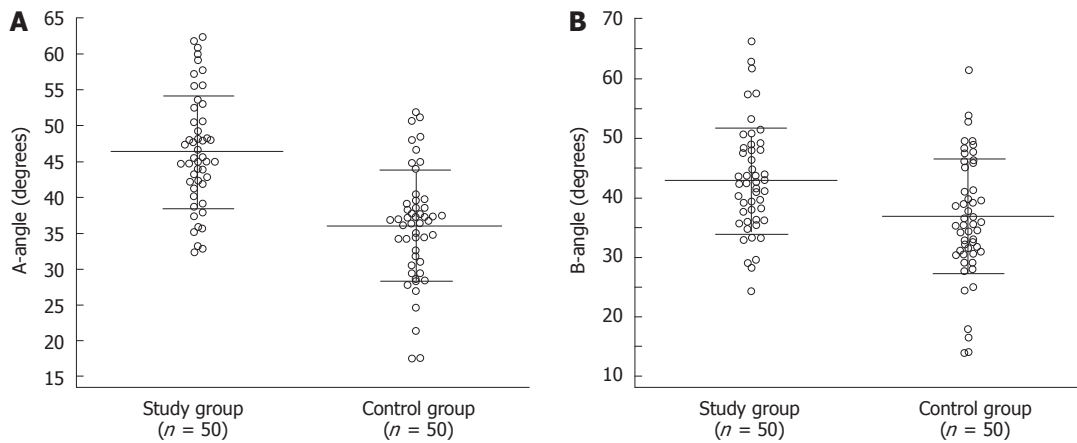 A
A-angle (degrees)
65
60
55
50
45
40
35
30
25
20
15
Study group
(n = 50)
Control group
(n = 50)
B
B-angle (degrees)
70
60
50
40
30
20
10
Study group
(n = 50)
Control group
(n = 50)